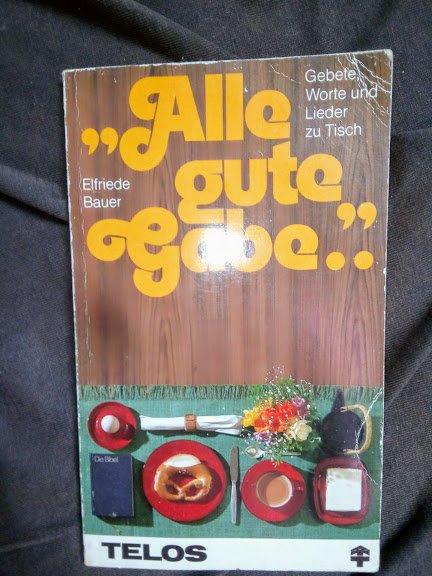 Gebete,
Worte und
Lieder
zu Tisch
„Alle
gute
Gabe.”
Elfriede
Bauer
Die Bibel
TELOS